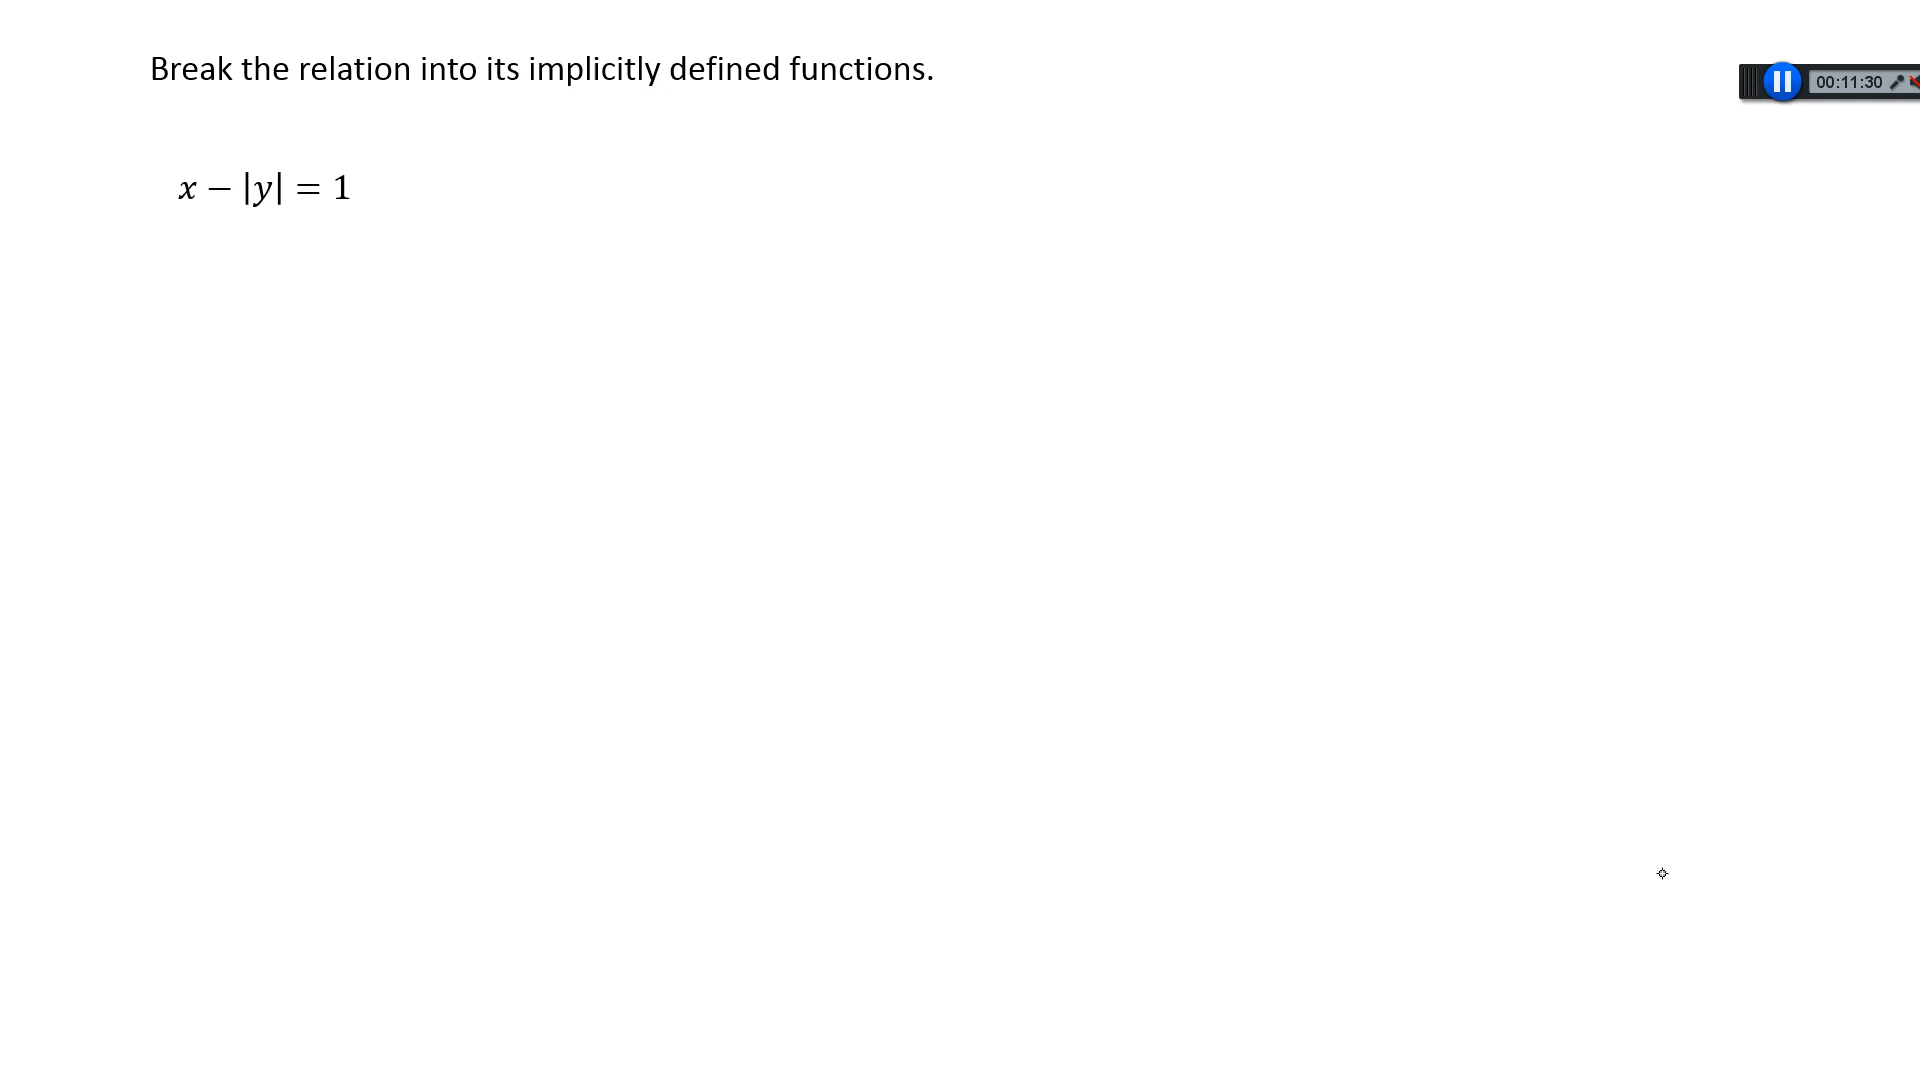 Break the relation into its implicitly defined functions.
00:11:30
𝑥 − |𝑦| = 1